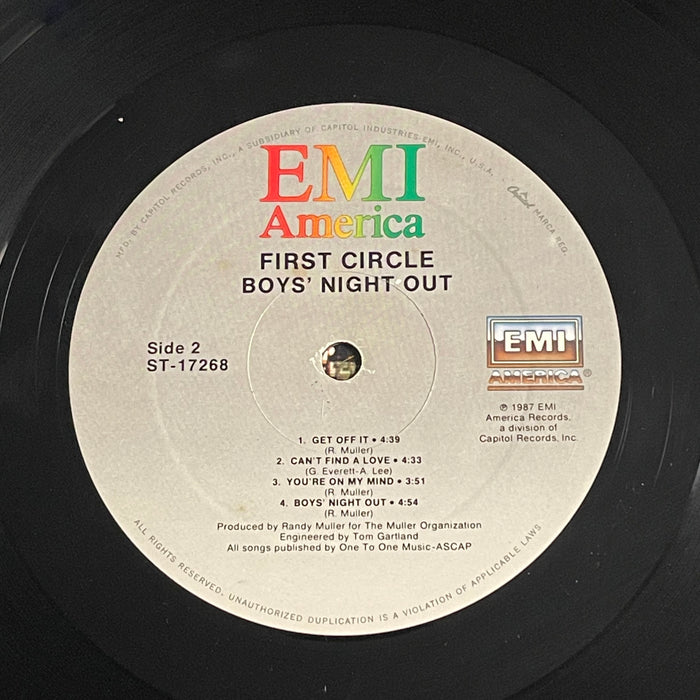 MFD. BY CAPITOL RECORDS, INC., A SUBSIDIARY OF CAPITOL INDUSTRIES-EMI, INC., U.S.A.
Capitol MARCA REG.
EMI
America
FIRST CIRCLE
BOYS' NIGHT OUT
Side 2
ST-17268
EMI
AMERICA®
℗ 1987 EMI
America Records,
a division of
Capitol Records, Inc.
1. GET OFF IT • 4:39
(R. Muller)
2. CAN'T FIND A LOVE • 4:33
(G. Everett-A. Lee)
3. YOU'RE ON MY MIND • 3:51
(R. Muller)
4. BOYS' NIGHT OUT • 4:54
(R. Muller)
Produced by Randy Muller for The Muller Organization
Engineered by Tom Gartland
All songs published by One To One Music-ASCAP
ALL RIGHTS RESERVED. UNAUTHORIZED DUPLICATION IS A VIOLATION OF APPLICABLE LAWS